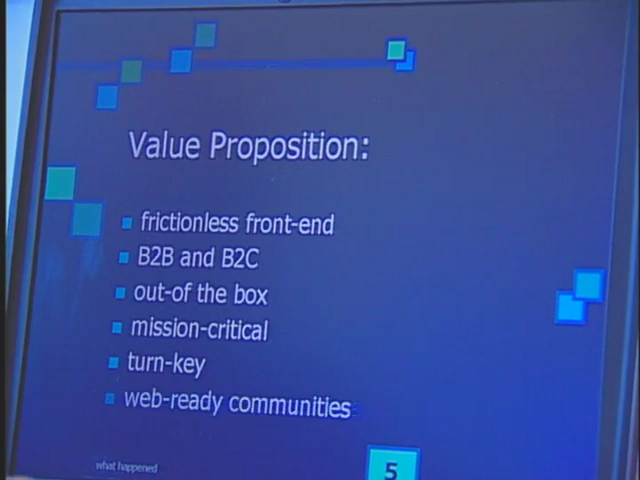 Value Proposition:
frictionless front-end
B2B and B2C
out-of the box
mission-critical
turn-key
web-ready communities
what happened
5